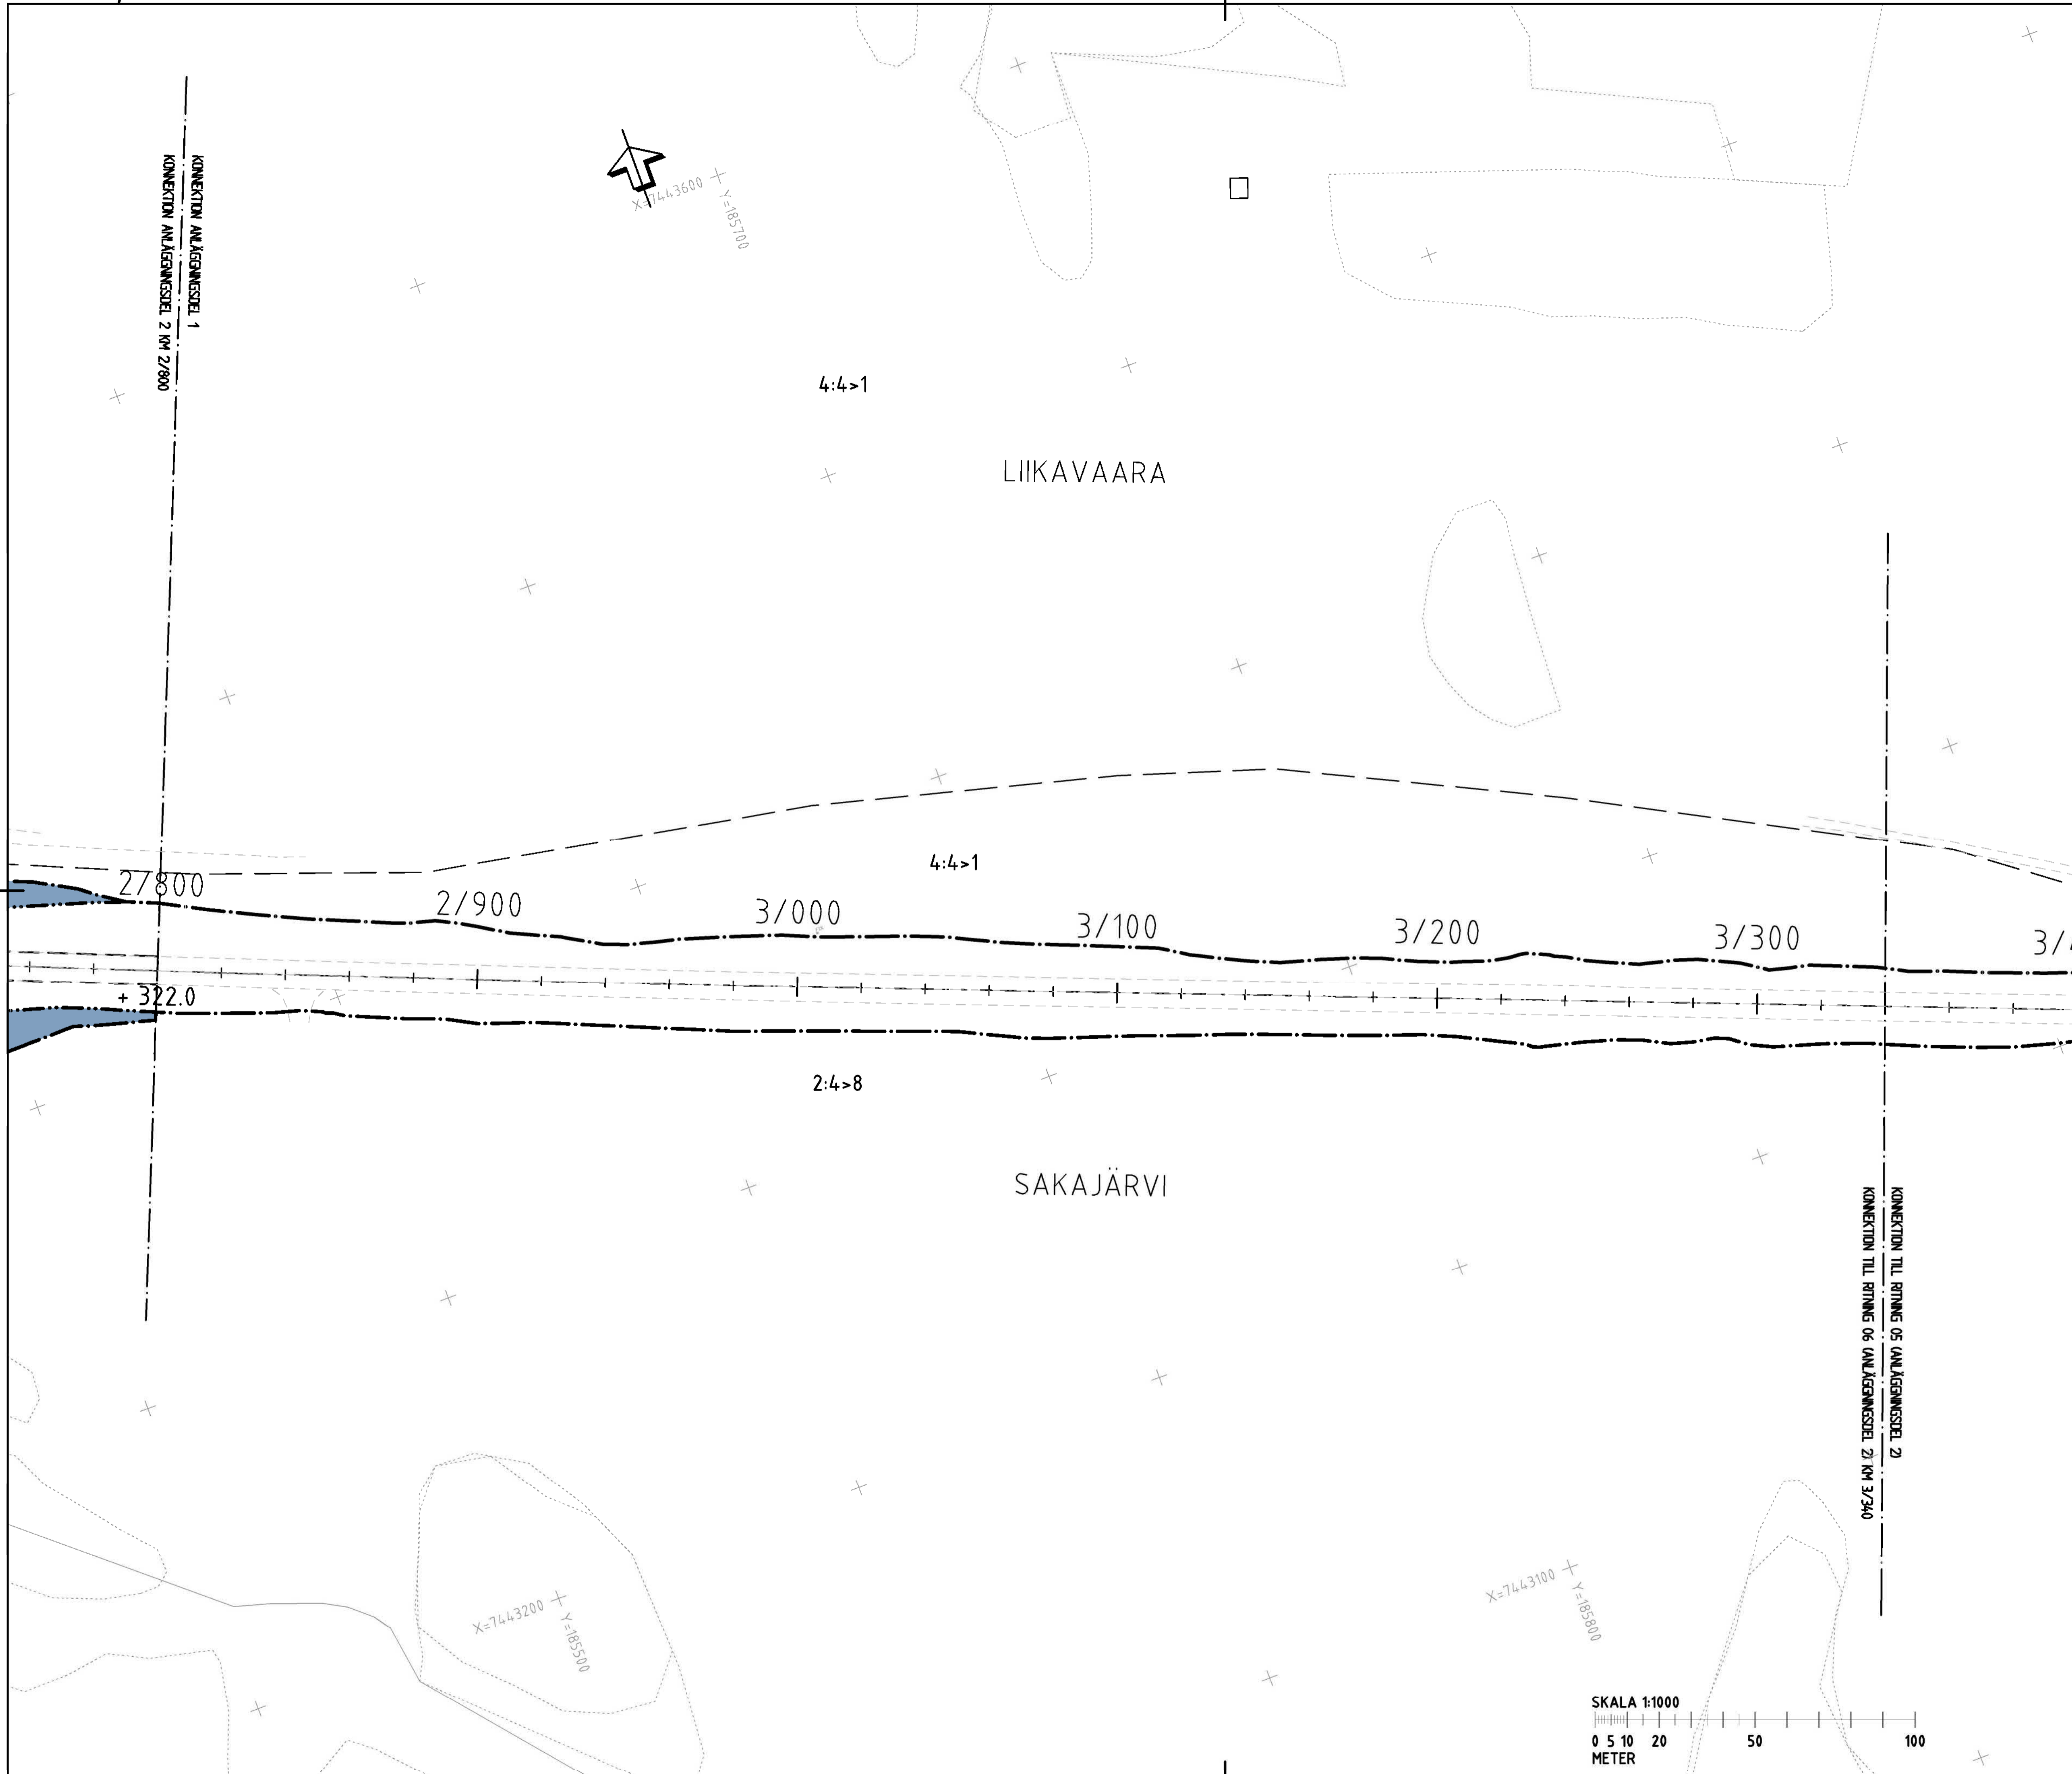 KONNEKTION ANLÄGGNINGSDEL 1
KONNEKTION ANLÄGGNINGSDEL 2 KM 2/800
X=7443600
Y=185700
4:4>1
LIIKAVAARA
4:4>1
2/800
2/900
3/000
3/100
3/200
3/300
+ 322.0
2:4>8
SAKAJÄRVI
KONNEKTION TILL RITNING 05 (ANLÄGGNINGSDEL 2)
KONNEKTION TILL RITNING 06 (ANLÄGGNINGSDEL 2) KM 3/340
X=7443200
Y=185500
X=7443100
Y=185800
SKALA 1:1000
0 5 10 20 50 100
METER